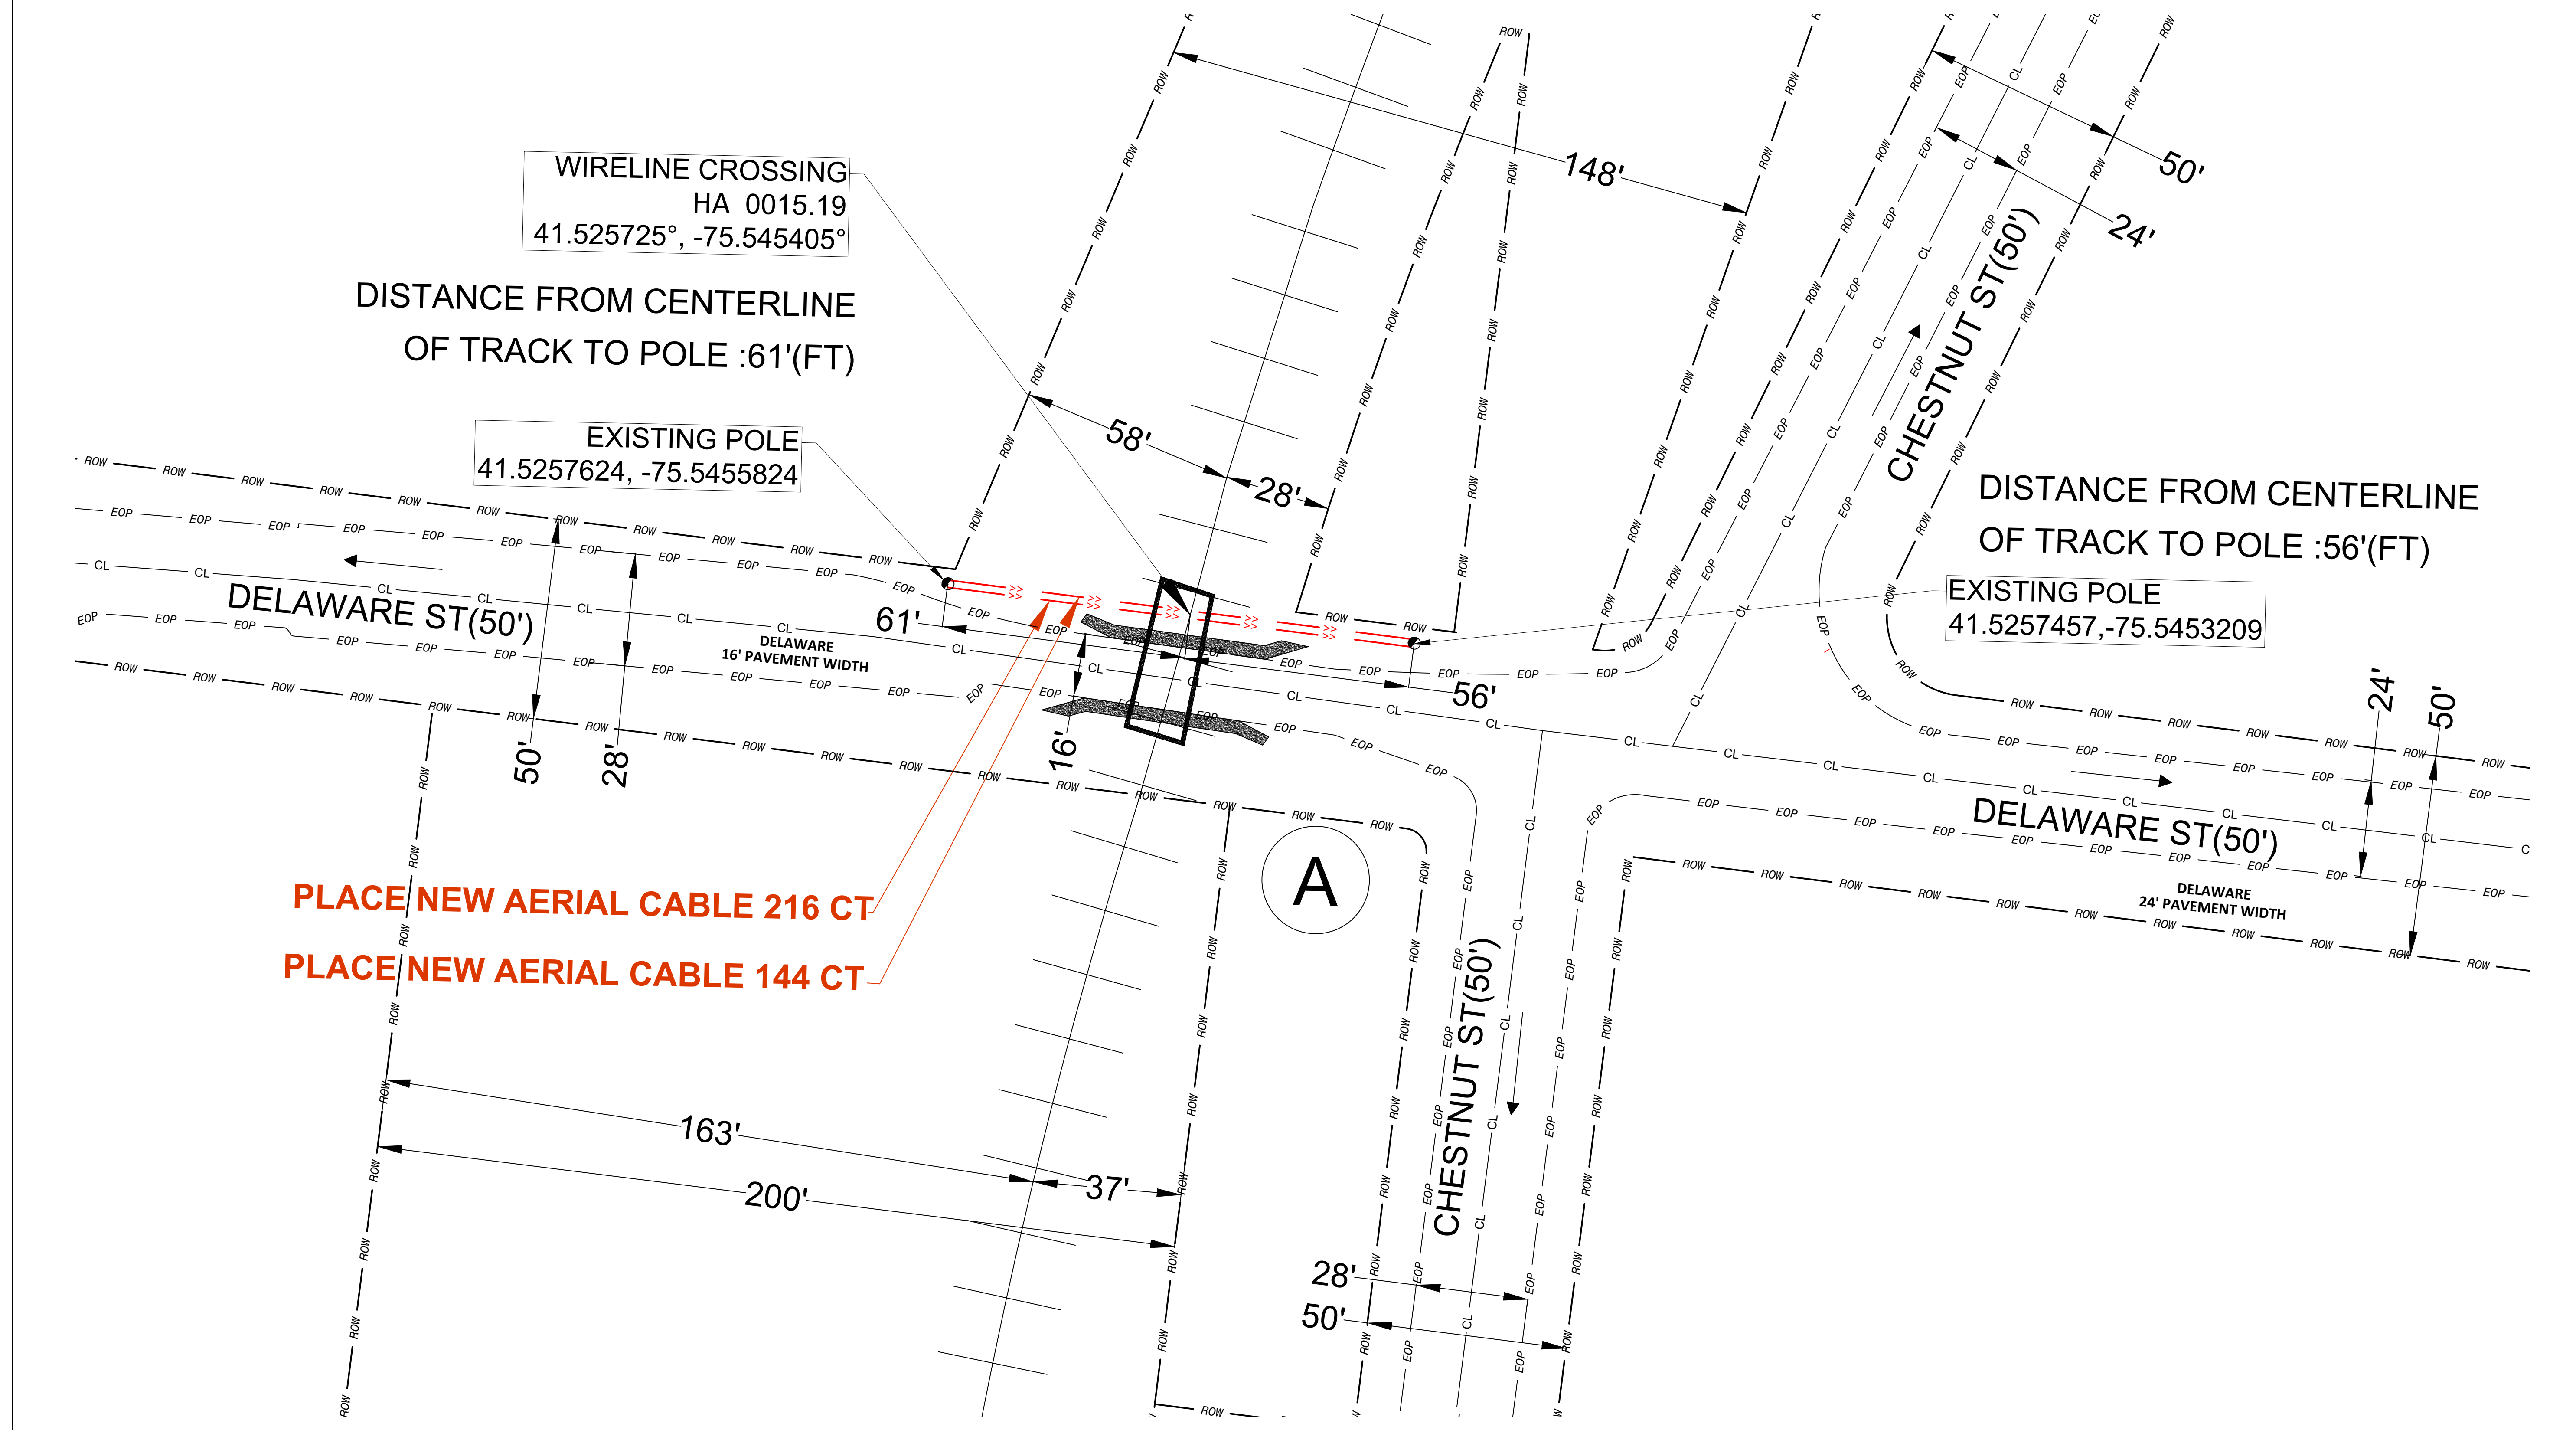 148'
50'
24'
CHESTNUT ST(50')
WIRELINE CROSSING
HA 0015.19
41.525725°, -75.545405°
DISTANCE FROM CENTERLINE
OF TRACK TO POLE :61'(FT)
58'
28'
EXISTING POLE
41.5257624, -75.5455824
DISTANCE FROM CENTERLINE
OF TRACK TO POLE :56'(FT)
EXISTING POLE
41.5257457,-75.5453209
ROW
EOP
CL
DELAWARE ST(50')
61'
DELAWARE
16' PAVEMENT WIDTH
56'
50'
28'
16'
24'
50'
DELAWARE ST(50')
DELAWARE
24' PAVEMENT WIDTH
A
PLACE NEW AERIAL CABLE 216 CT
PLACE NEW AERIAL CABLE 144 CT
CHESTNUT ST(50')
163'
37'
200'
28'
50'